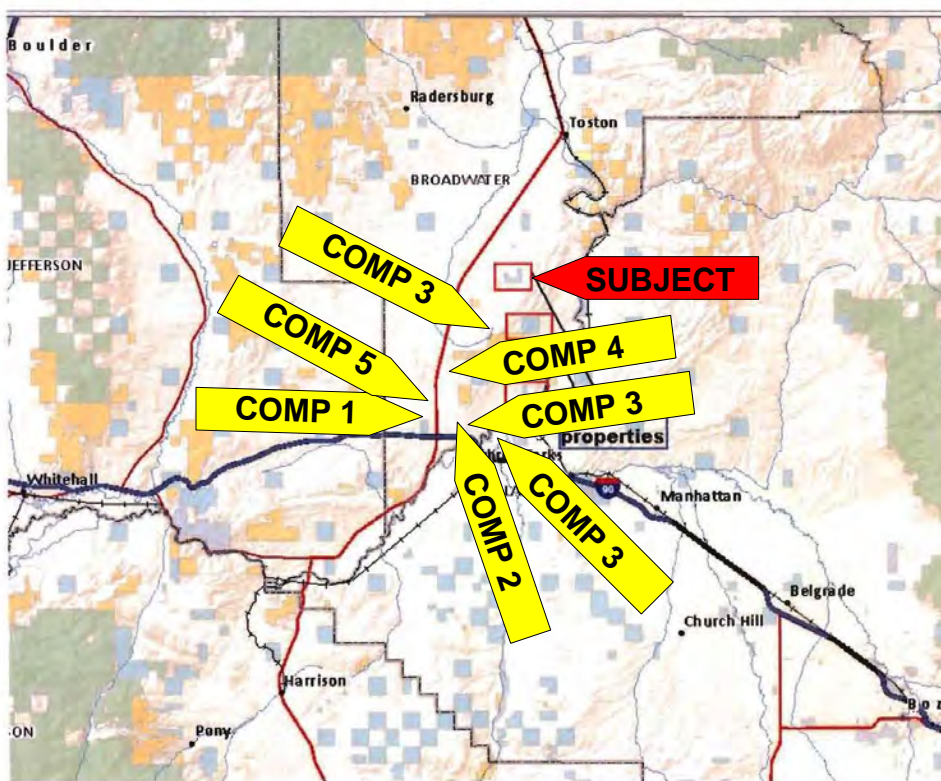 Boulder
Radersburg
Toston
BROADWATER
JEFFERSON
COMP 3
SUBJECT
COMP 5
COMP 4
COMP 1
COMP 3
properties
Whitehall
90
Manhattan
COMP 2
COMP 3
Belgrade
Church Hill
Harrison
Pony